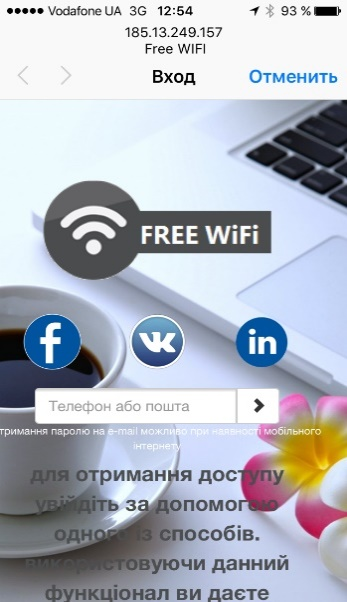 Vodafone UA 3G 12:54 93 %
185.13.249.157
Free WIFI
Вход Отменить
FREE WiFi
f VK in
Телефон або пошта
тримання паролю на e-mail можливо при наявності мобільного
інтернету
для отримання доступу
увійдіть за допомогою
одного із способів.
використовуючи данний
функціонал ви даєте